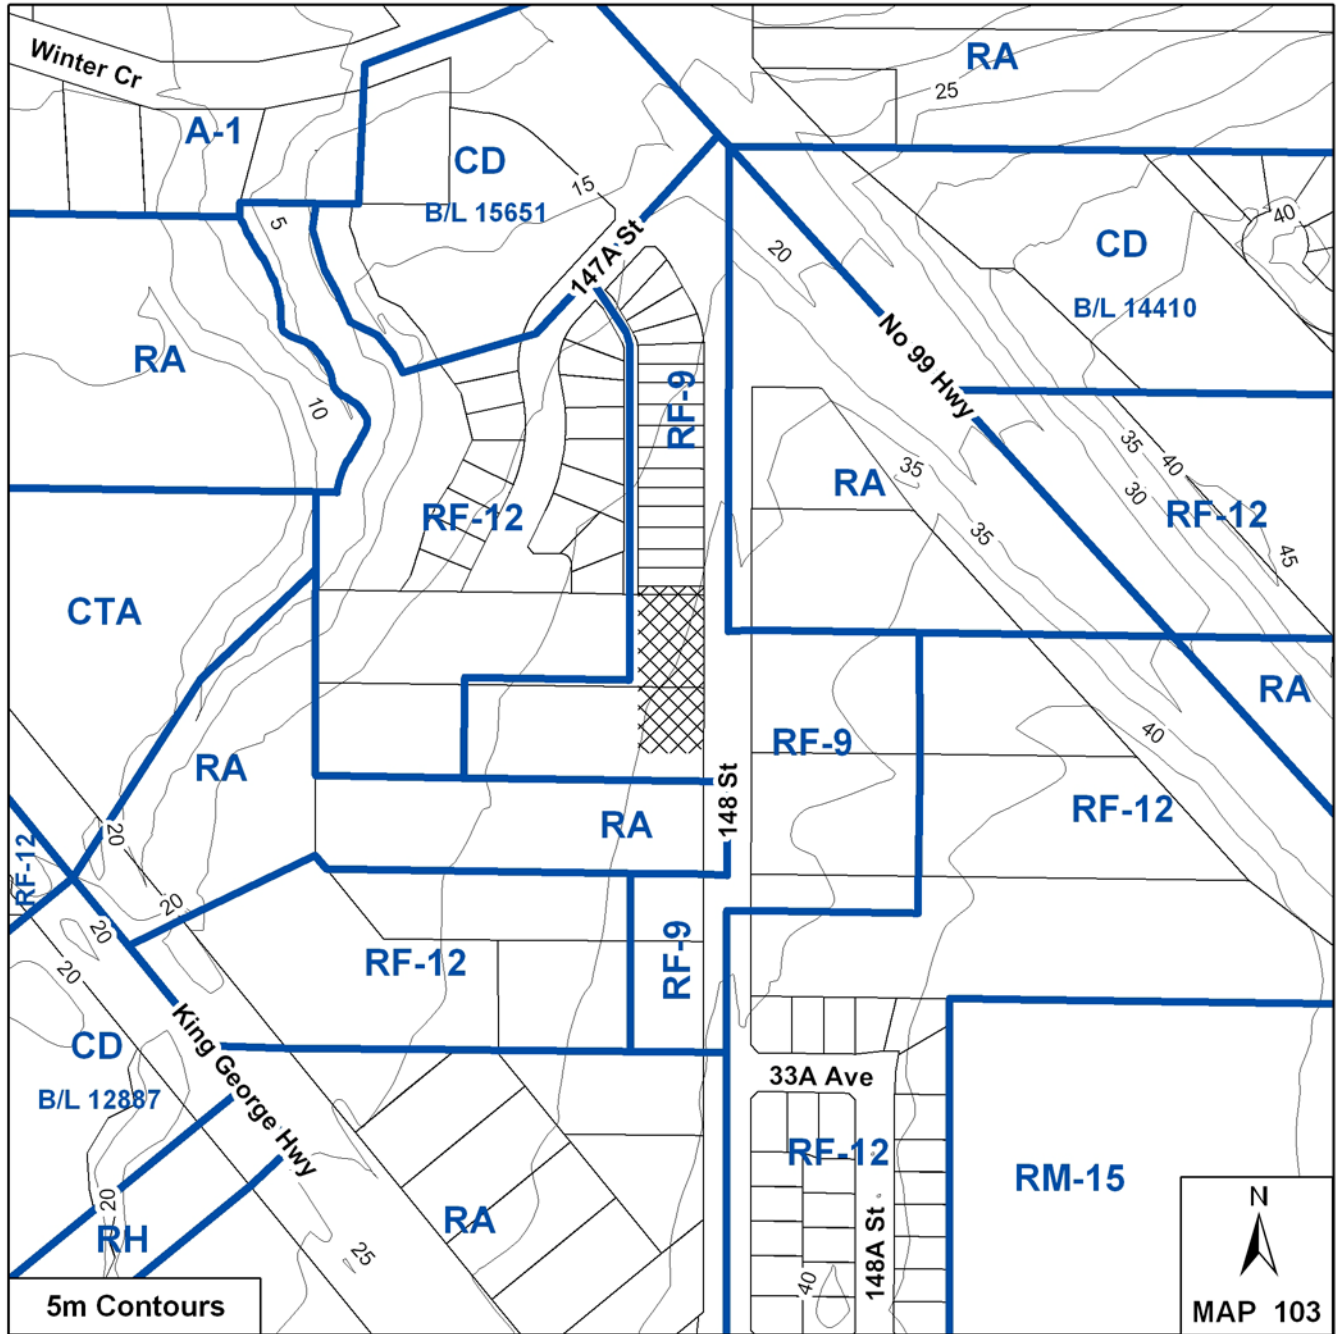 Winter Cr
RA
25
A-1
CD
B/L 15651
15
5
147A St
20
CD
B/L 14410
40
RA
No 99 Hwy
10
RF-9
RF-12
RA
35
35
35
40
30
RF-12
45
CTA
RA
RA
RF-9
40
RF-12
148 St
RA
20
RF-12
20
20
20
RF-12
RF-9
CD
B/L 12887
King George Hwy
33A Ave
RF-12
RM-15
20
RH
RA
25
148A St
40
N
5m Contours
MAP 103